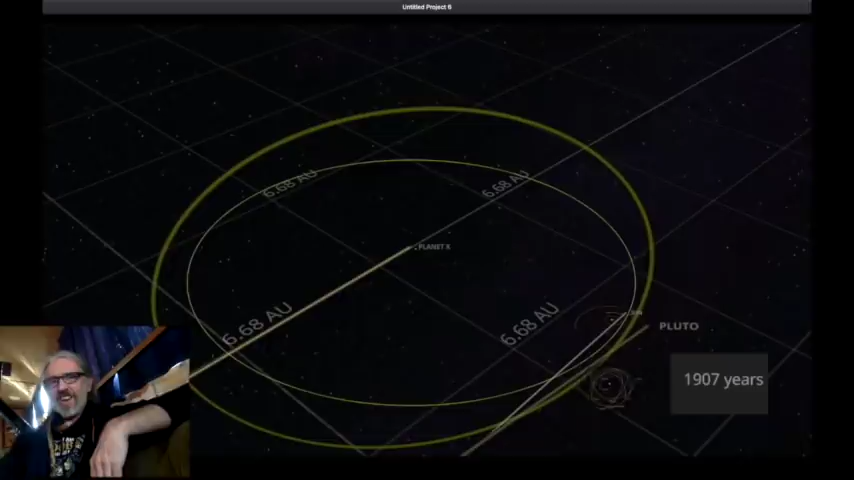 Untitled Project 6
6.68 AU
6.68 AU
PLANET X
6.68 AU
6.68 AU
SUN
PLUTO
1907 years